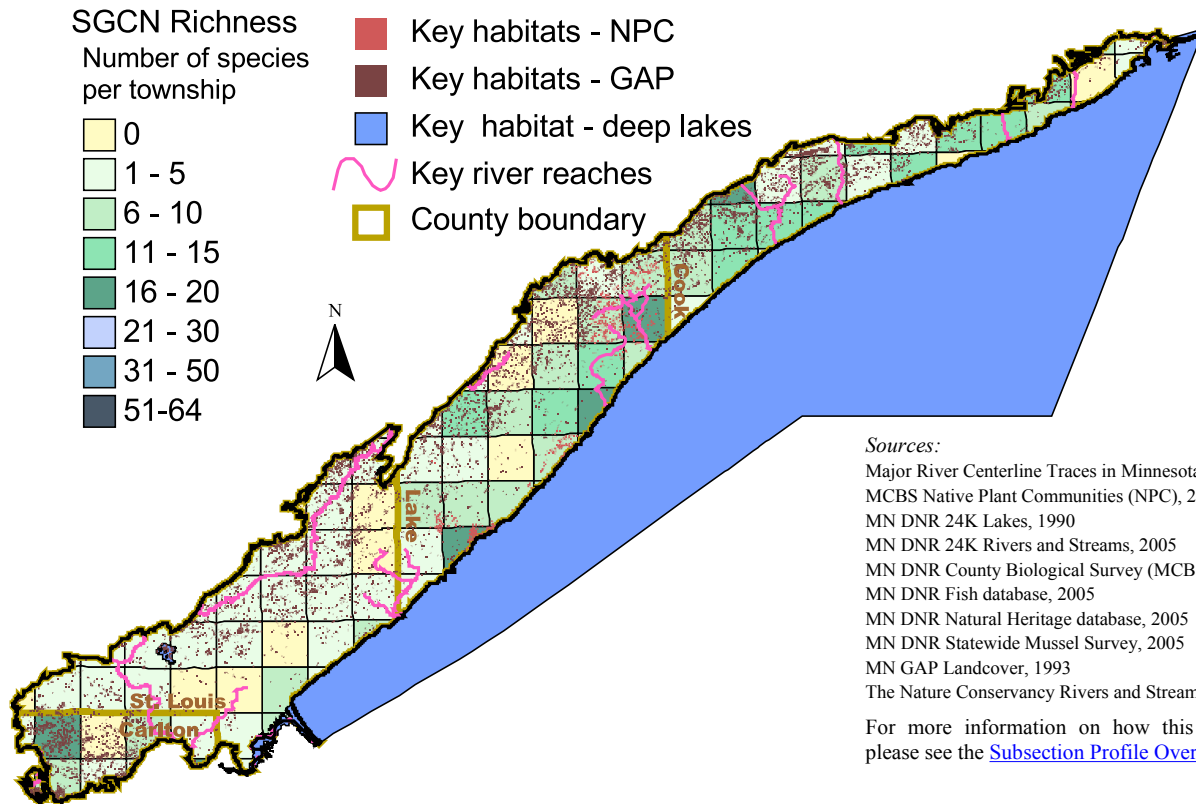 SGCN Richness
Number of species
per township
0
1 - 5
6 - 10
11 - 15
16 - 20
21 - 30
31 - 50
51-64
Key habitats - NPC
Key habitats - GAP
Key habitat - deep lakes
Key river reaches
County boundary
N
Cook
Lake
St. Louis
Carlton
Sources:
Major River Centerline Traces in Minnesota
MCBS Native Plant Communities (NPC), 2
MN DNR 24K Lakes, 1990
MN DNR 24K Rivers and Streams, 2005
MN DNR County Biological Survey (MCB
MN DNR Fish database, 2005
MN DNR Natural Heritage database, 2005
MN DNR Statewide Mussel Survey, 2005
MN GAP Landcover, 1993
The Nature Conservancy Rivers and Stream
For more information on how this
please see the Subsection Profile Over